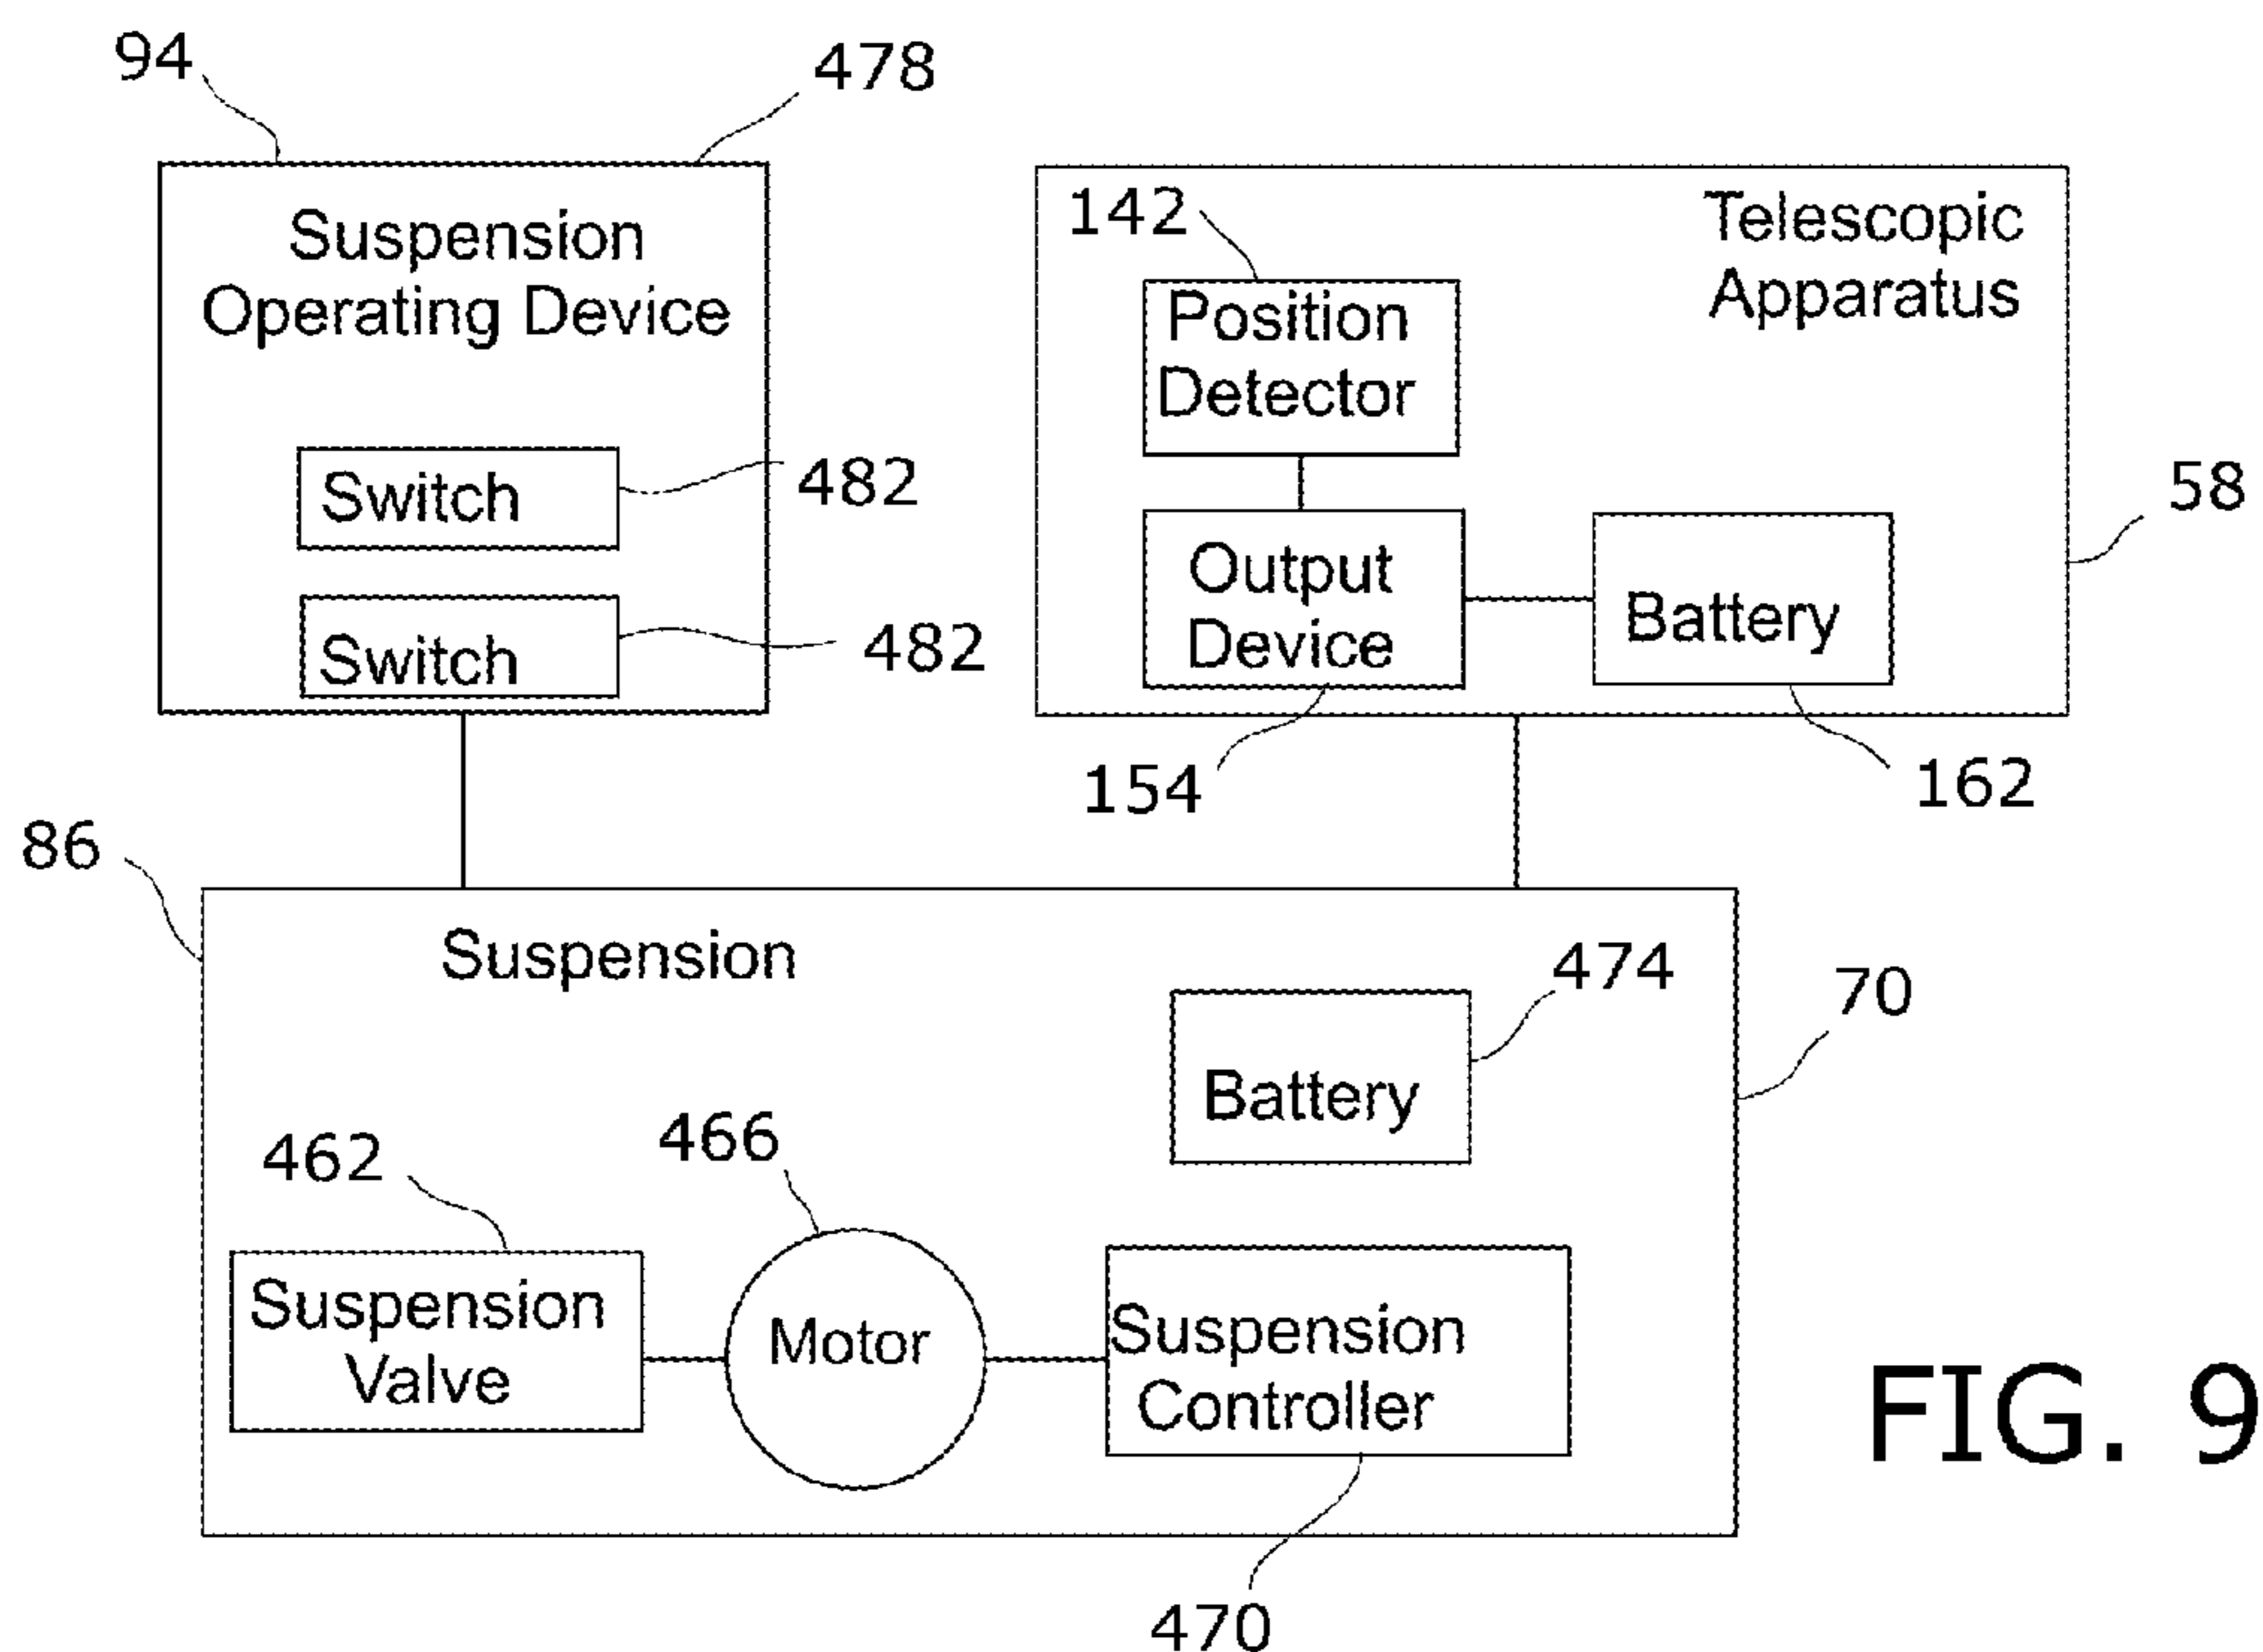 94
478
Suspension
Operating Device
Switch
482
Switch
482
142
Telescopic
Apparatus
Position
Detector
58
Output
Device
Battery
154
162
86
Suspension
474
70
Battery
462
466
Suspension
Valve
Motor
Suspension
Controller
470
FIG. 9